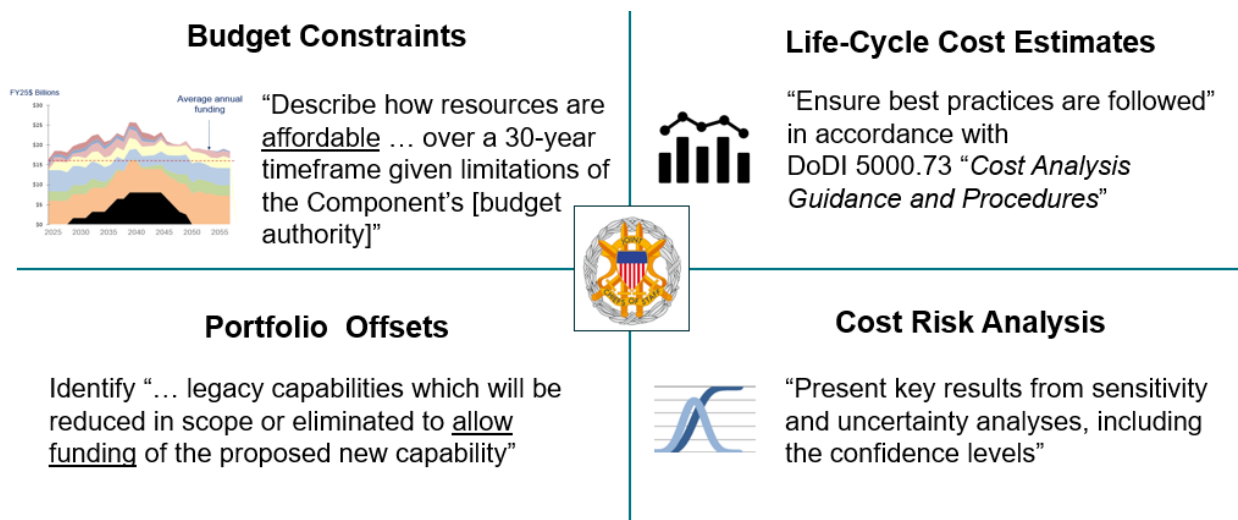 Budget Constraints
FY25$ Billions
Average annual
funding
$30
$25
$20
$15
$10
$5
$0
2025 2030 2035 2040 2045 2050 2055
“Describe how resources are
affordable … over a 30-year
timeframe given limitations of
the Component’s [budget
authority]”
Life-Cycle Cost Estimates
“Ensure best practices are followed”
in accordance with
DoDI 5000.73 “Cost Analysis
Guidance and Procedures”
JOINT
CHIEFS OF STAFF
Portfolio Offsets
Identify “… legacy capabilities which will be
reduced in scope or eliminated to allow
funding of the proposed new capability”
Cost Risk Analysis
“Present key results from sensitivity
and uncertainty analyses, including
the confidence levels”